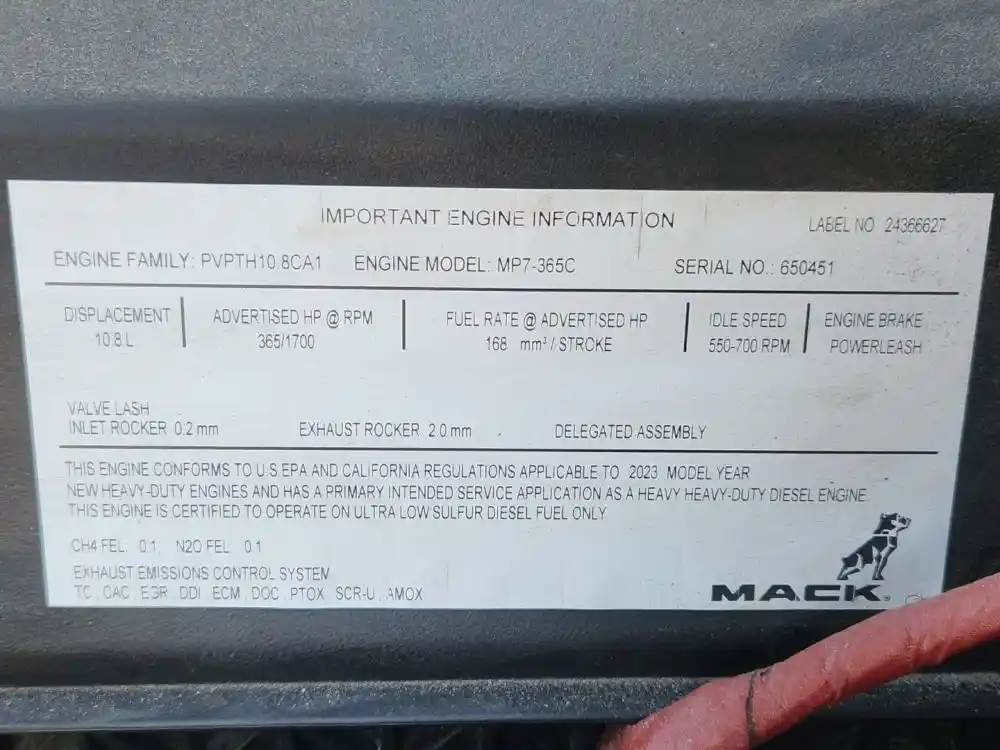 IMPORTANT ENGINE INFORMATION
LABEL NO 24366627
ENGINE FAMILY: PVPTH10.8CA1 ENGINE MODEL: MP7-365C SERIAL NO.: 650451
DISPLACEMENT ADVERTISED HP @ RPM FUEL RATE @ ADVERTISED HP IDLE SPEED ENGINE BRAKE
10.8 L 365/1700 168 mm³ / STROKE 550-700 RPM POWERLEASH
VALVE LASH
INLET ROCKER 0.2 mm EXHAUST ROCKER 2.0 mm DELEGATED ASSEMBLY
THIS ENGINE CONFORMS TO U.S EPA AND CALIFORNIA REGULATIONS APPLICABLE TO 2023 MODEL YEAR
NEW HEAVY-DUTY ENGINES AND HAS A PRIMARY INTENDED SERVICE APPLICATION AS A HEAVY HEAVY-DUTY DIESEL ENGINE.
THIS ENGINE IS CERTIFIED TO OPERATE ON ULTRA LOW SULFUR DIESEL FUEL ONLY
CH4 FEL 0.1 N2O FEL 0.1
EXHAUST EMISSIONS CONTROL SYSTEM
TC, CAC, EGR, DDI, ECM, DOC, PTOX, SCR-U, AMOX
MACK